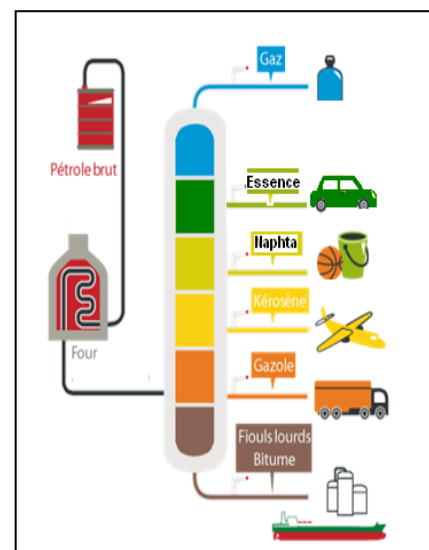 Gaz
Pétrole brut
Essence
Naphta
Kérosène
Four
Gazole
Fiouls lourds
Bitume